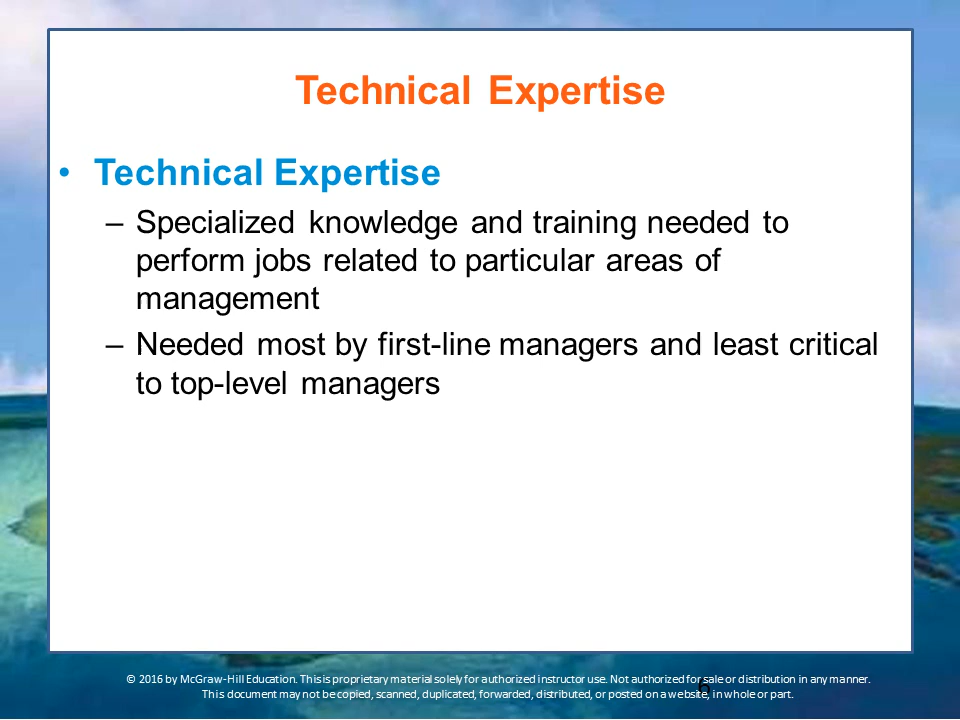 Technical Expertise
• Technical Expertise
– Specialized knowledge and training needed to
perform jobs related to particular areas of
management
– Needed most by first-line managers and least critical
to top-level managers
© 2016 by McGraw-Hill Education. This is proprietary material solely for authorized instructor use. Not authorized for sale or distribution in any manner.
This document may not be copied, scanned, duplicated, forwarded, distributed, or posted on a website, in whole or part.
6